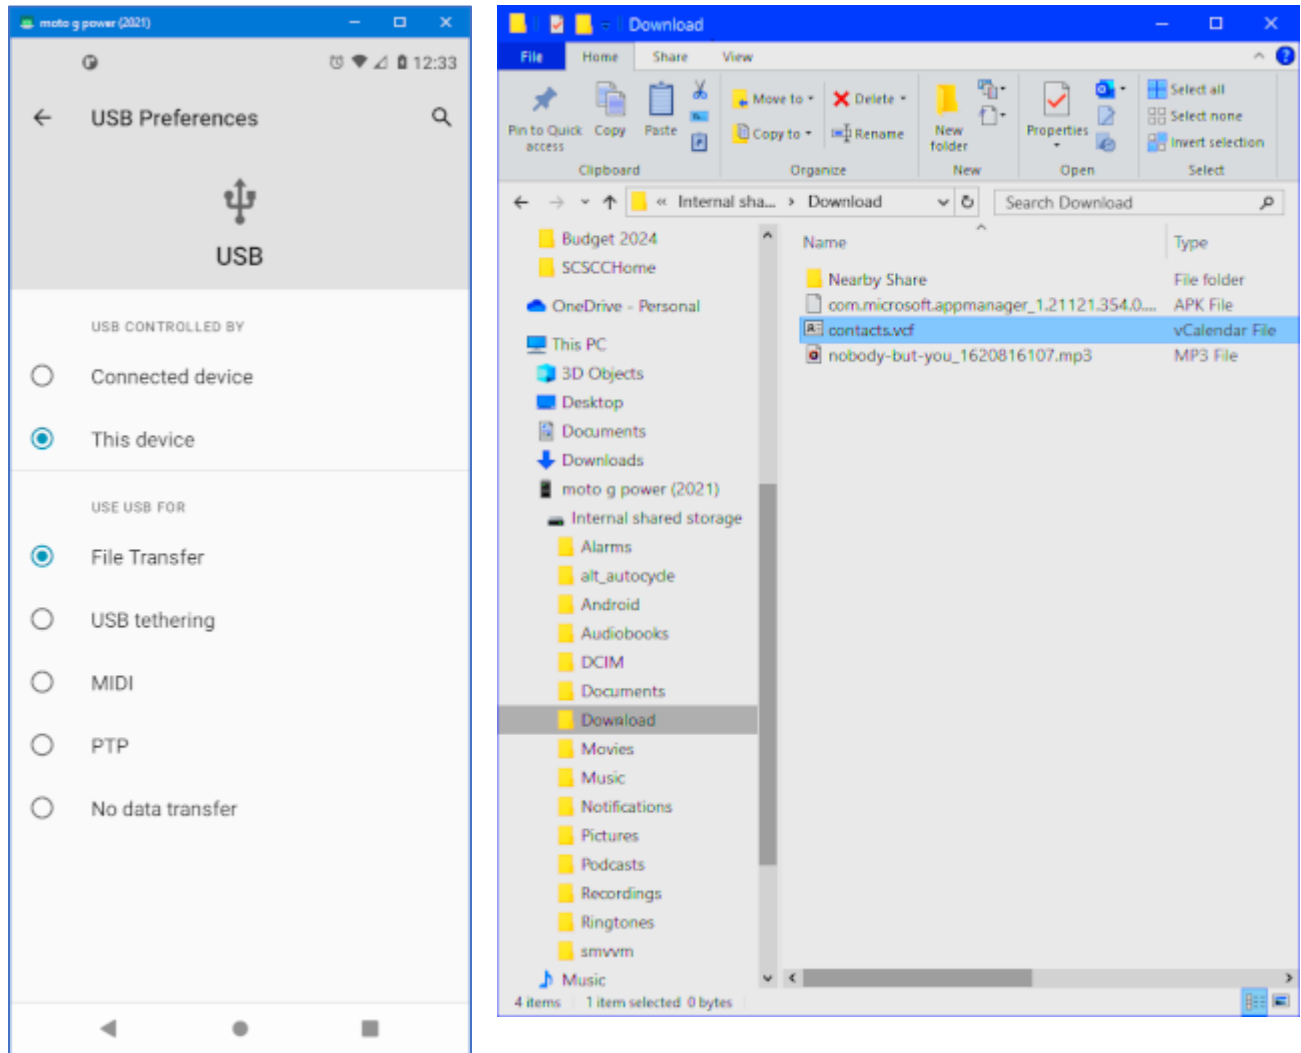 moto g power (2021)
12:33
USB Preferences
USB
USB CONTROLLED BY
Connected device
This device
USE USB FOR
File Transfer
USB tethering
MIDI
PTP
No data transfer
Download
File Home Share View
Pin to Quick access
Copy
Paste
Clipboard
Move to
Copy to
Delete
Rename
Organize
New folder
New
Properties
Open
Select all
Select none
Invert selection
Select
« Internal sha... › Download
Search Download
Budget 2024
SCSCCHome
OneDrive - Personal
This PC
3D Objects
Desktop
Documents
Downloads
moto g power (2021)
Internal shared storage
Alarms
alt_autocycle
Android
Audiobooks
DCIM
Documents
Download
Movies
Music
Notifications
Pictures
Podcasts
Recordings
Ringtones
smvvm
Music
Name Type
Nearby Share File folder
com.microsoft.appmanager_1.21121.354.0.... APK File
contacts.vcf vCalendar File
nobody-but-you_1620816107.mp3 MP3 File
4 items 1 item selected 0 bytes